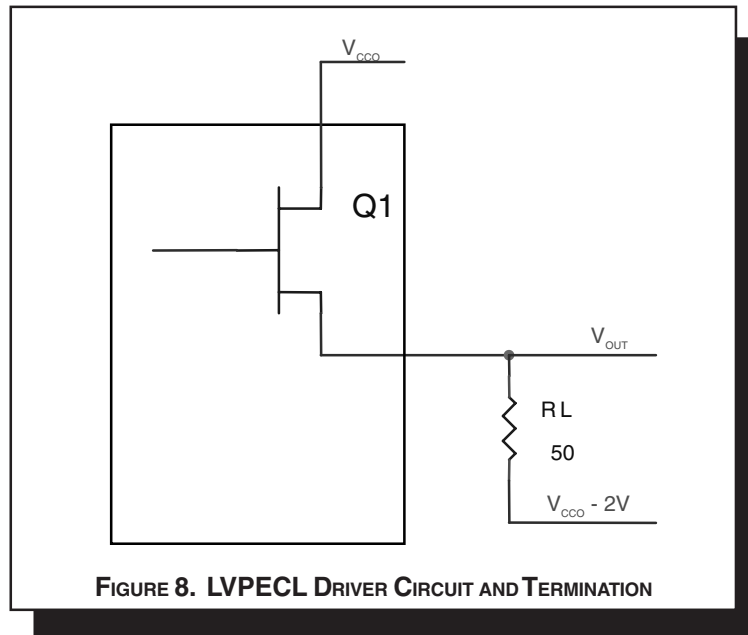 V_CCO
Q1
V_OUT
RL
50
V_CCO - 2V
FIGURE 8. LVPECL DRIVER CIRCUIT AND TERMINATION